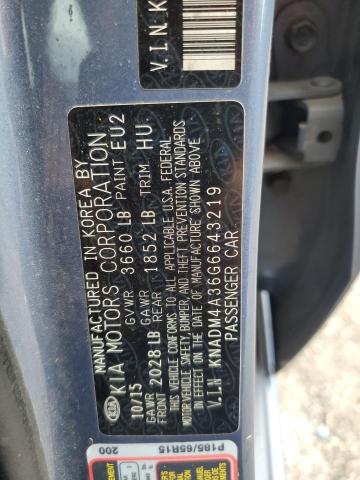 MANUFACTURED IN KOREA BY
KIA MOTORS CORPORATION
10/15 GVWR 3660 LB PAINT EU2
GAWR FRONT 2028 LB GAWR REAR 1852 LB TRIM HU
THIS VEHICLE CONFORMS TO ALL APPLICABLE U.S.A. FEDERAL
MOTOR VEHICLE SAFETY, BUMPER, AND THEFT PREVENTION STANDARDS
IN EFFECT ON THE DATE OF MANUFACTURE SHOWN ABOVE
V.I.N KNADM4A36G6643219
PASSENGER CAR
V.I.N. K
P185/65R15
200